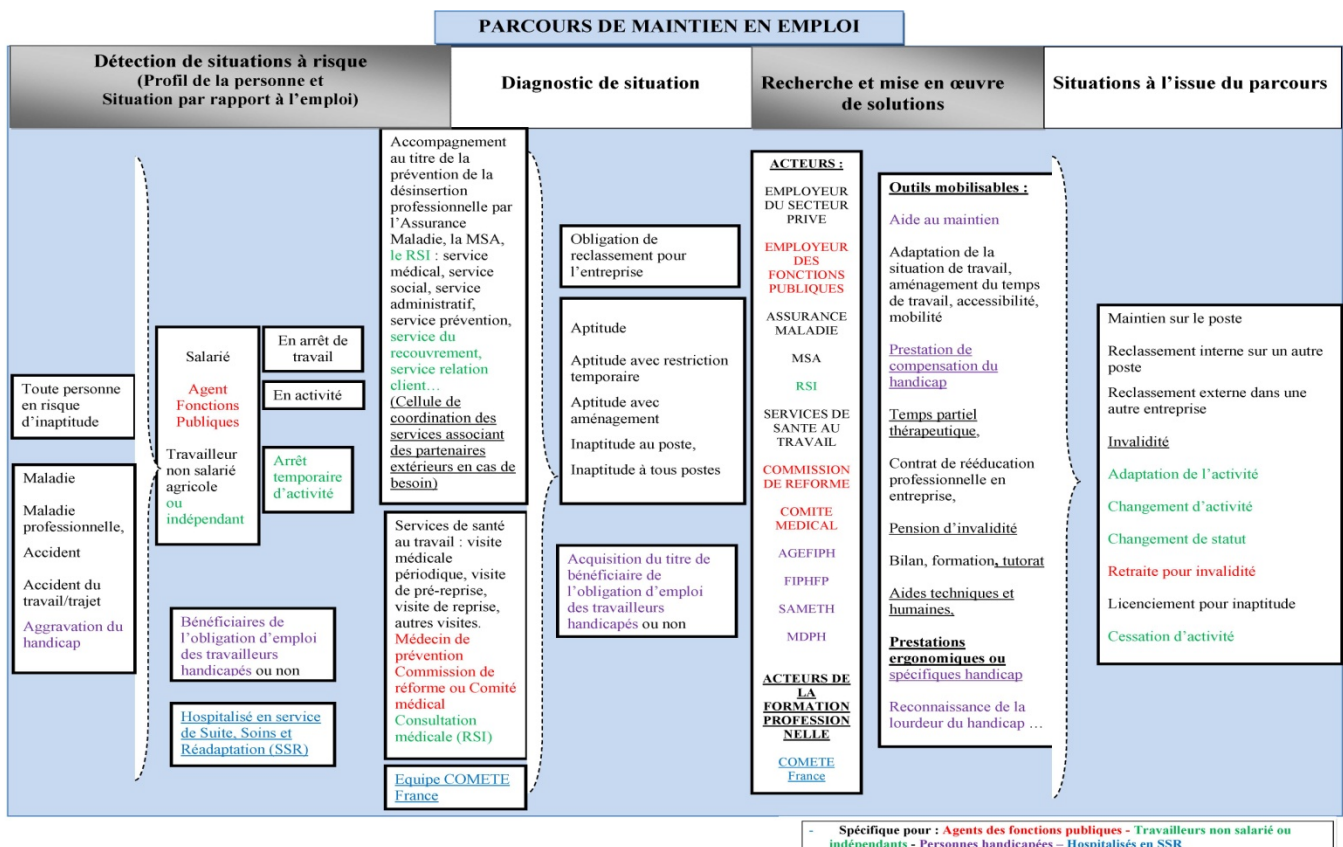 PARCOURS DE MAINTIEN EN EMPLOI
Détection de situations à risque
(Profil de la personne et
Situation par rapport à l'emploi)
Diagnostic de situation
Recherche et mise en œuvre
de solutions
Situations à l'issue du parcours
Toute personne
en risque
d'inaptitude
Maladie
Maladie
professionnelle,
Accident
Accident du
travail/trajet
Aggravation du
handicap
Salarié
Agent
Fonctions
Publiques
Travailleur
non salarié
agricole
ou
indépendant
En arrêt de
travail
En activité
Arrêt
temporaire
d'activité
Bénéficiaires de
l'obligation d'emploi
des travailleurs
handicapés ou non
Hospitalisé en service
de Suite, Soins et
Réadaptation (SSR)
Accompagnement
au titre de la
prévention de la
désinsertion
professionnelle par
l'Assurance
Maladie, la MSA,
le RSI : service
médical, service
social, service
administratif,
service prévention,
service du
recouvrement,
service relation
client…
(Cellule de
coordination des
services associant
des partenaires
extérieurs en cas de
besoin)
Services de santé
au travail : visite
médicale
périodique, visite
de pré-reprise,
visite de reprise,
autres visites.
Médecin de
prévention
Commission de
réforme ou Comité
médical
Consultation
médicale (RSI)
Equipe COMETE
France
Obligation de
reclassement pour
l'entreprise
Aptitude
Aptitude avec restriction
temporaire
Aptitude avec
aménagement
Inaptitude au poste,
Inaptitude à tous postes
Acquisition du titre de
bénéficiaire de
l'obligation d'emploi
des travailleurs
handicapés ou non
ACTEURS :
EMPLOYEUR
DU SECTEUR
PRIVE
EMPLOYEUR
DES
FONCTIONS
PUBLIQUES
ASSURANCE
MALADIE
MSA
RSI
SERVICES DE
SANTE AU
TRAVAIL
COMMISSION
DE REFORME
COMITE
MEDICAL
AGEFIPH
FIPHFP
SAMETH
MDPH
ACTEURS DE
LA
FORMATION
PROFESSION
NELLE
COMETE
France
Outils mobilisables :
Aide au maintien
Adaptation de la
situation de travail,
aménagement du temps
de travail, accessibilité,
mobilité
Prestation de
compensation du
handicap
Temps partiel
thérapeutique,
Contrat de rééducation
professionnelle en
entreprise,
Pension d'invalidité
Bilan, formation, tutorat
Aides techniques et
humaines,
Prestations
ergonomiques ou
spécifiques handicap
Reconnaissance de la
lourdeur du handicap …
Maintien sur le poste
Reclassement interne sur un autre
poste
Reclassement externe dans une
autre entreprise
Invalidité
Adaptation de l'activité
Changement d'activité
Changement de statut
Retraite pour invalidité
Licenciement pour inaptitude
Cessation d'activité
- Spécifique pour : Agents des fonctions publiques - Travailleurs non salarié ou
indépendants - Personnes handicapées – Hospitalisés en SSR